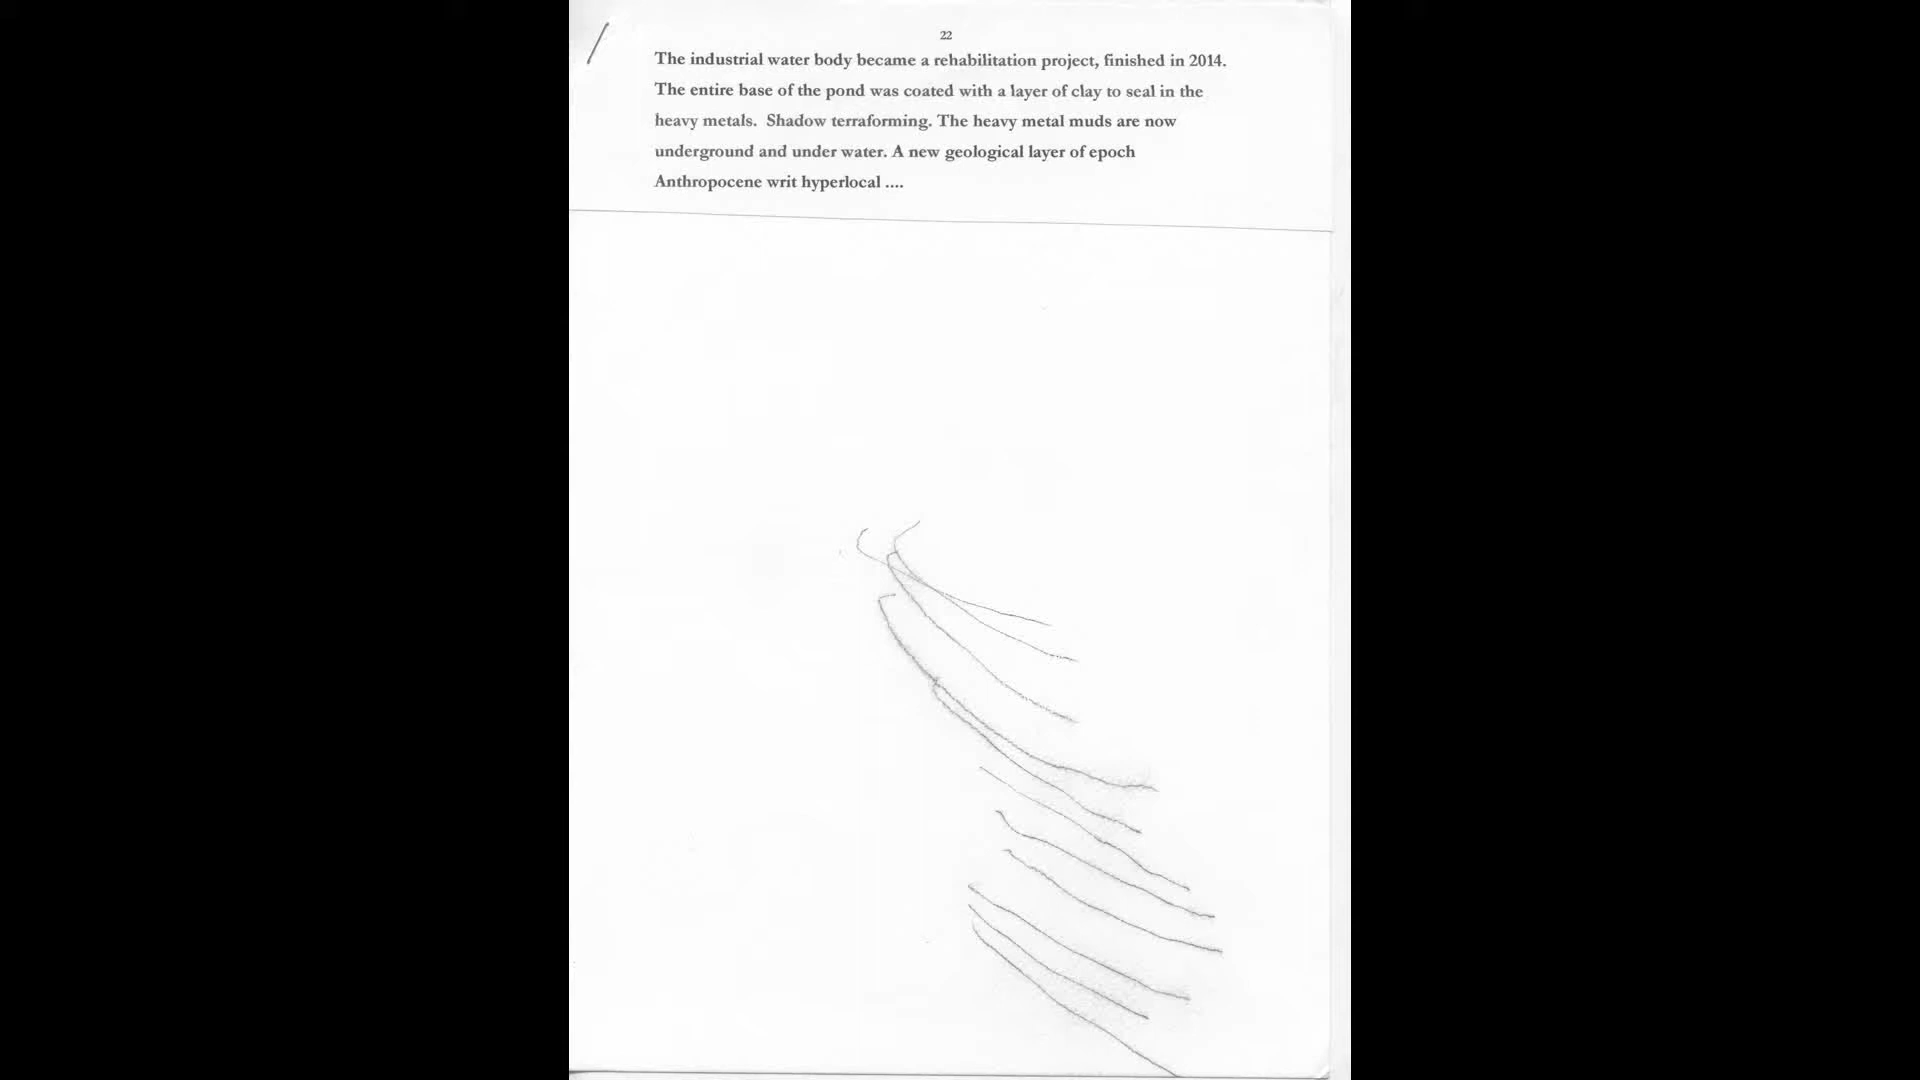 22
The industrial water body became a rehabilitation project, finished in 2014.
The entire base of the pond was coated with a layer of clay to seal in the
heavy metals.  Shadow terraforming. The heavy metal muds are now
underground and under water. A new geological layer of epoch
Anthropocene writ hyperlocal ....